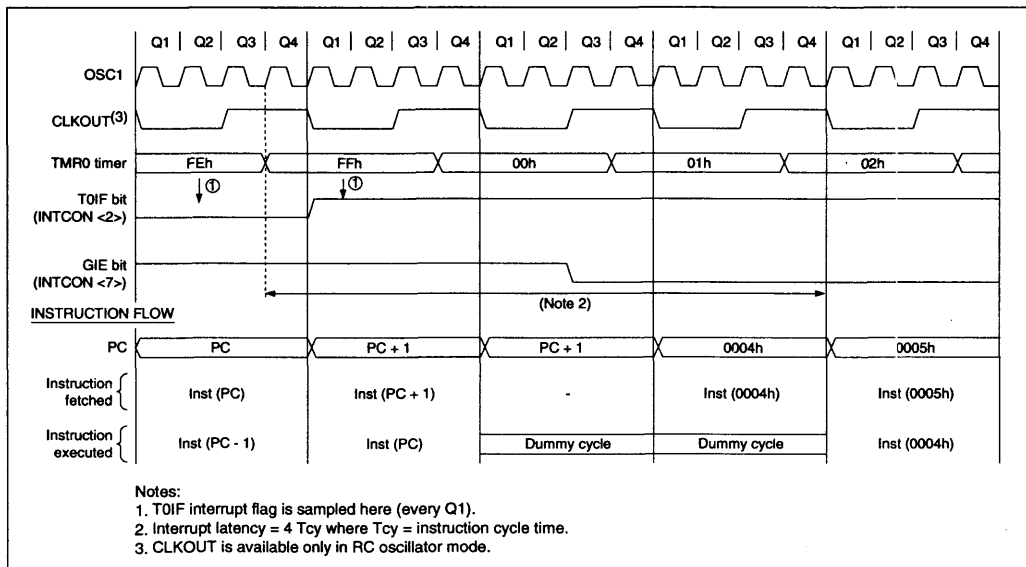 Q1 | Q2 | Q3 | Q4 Q1 | Q2 | Q3 | Q4 Q1 | Q2 | Q3 | Q4 Q1 | Q2 | Q3 | Q4 Q1 | Q2 | Q3 | Q4
OSC1
CLKOUT(3)
TMR0 timer FEh FFh 00h 01h 02h
① ①
T0IF bit
(INTCON <2>)
GIE bit
(INTCON <7>)
(Note 2)
INSTRUCTION FLOW
PC PC PC + 1 PC + 1 0004h 0005h
Instruction
fetched Inst (PC) Inst (PC + 1) - Inst (0004h) Inst (0005h)
Instruction
executed Inst (PC - 1) Inst (PC) Dummy cycle Dummy cycle Inst (0004h)
Notes:
1. T0IF interrupt flag is sampled here (every Q1).
2. Interrupt latency = 4 Tcy where Tcy = instruction cycle time.
3. CLKOUT is available only in RC oscillator mode.